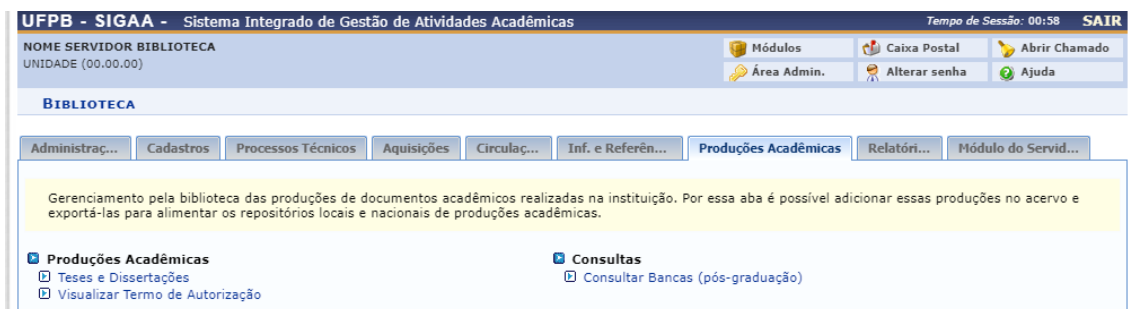 UFPB - SIGAA - Sistema Integrado de Gestão de Atividades Acadêmicas Tempo de Sessão: 00:58 SAIR
NOME SERVIDOR BIBLIOTECA
UNIDADE (00.00.00)
Módulos Caixa Postal Abrir Chamado
Área Admin. Alterar senha Ajuda
BIBLIOTECA
Administraç... Cadastros Processos Técnicos Aquisições Circulaç... Inf. e Referên... Produções Acadêmicas Relatóri... Módulo do Servid...
Gerenciamento pela biblioteca das produções de documentos acadêmicos realizadas na instituição. Por essa aba é possível adicionar essas produções no acervo e
exportá-las para alimentar os repositórios locais e nacionais de produções acadêmicas.
Produções Acadêmicas
Teses e Dissertações
Visualizar Termo de Autorização
Consultas
Consultar Bancas (pós-graduação)